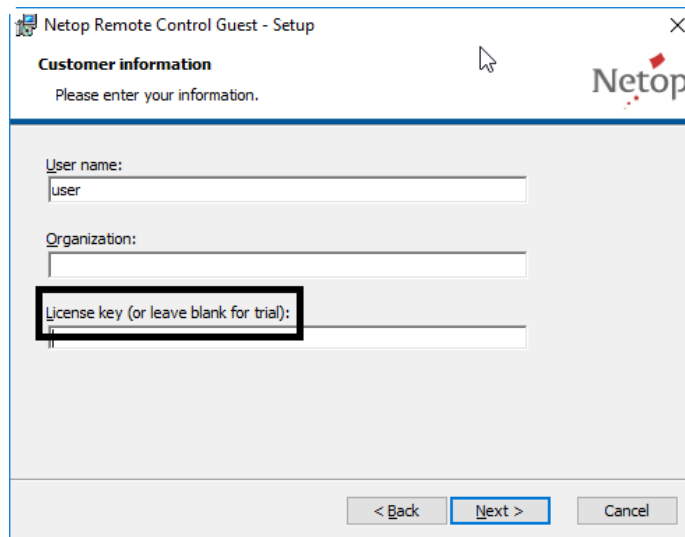 Netop Remote Control Guest - Setup
Customer information
Please enter your information.
Netop
User name:
user
Organization:
License key (or leave blank for trial):
< Back
Next >
Cancel